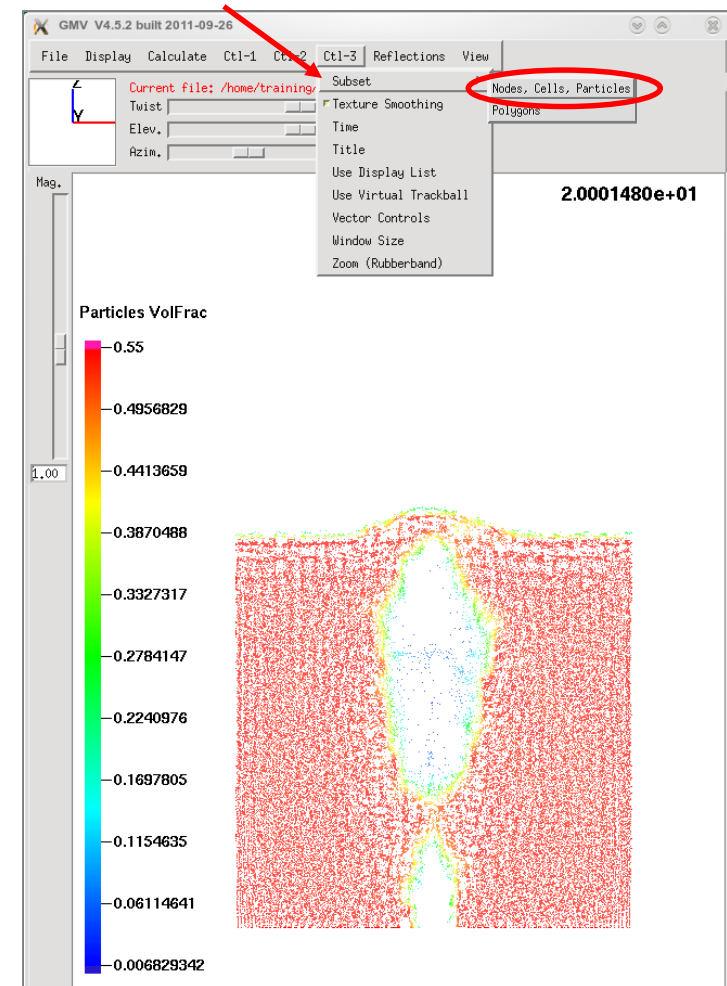 GMV V4.5.2 built 2011-09-26
File Display Calculate Ctl-1 Ctl-2 Ctl-3 Reflections View
Z
Y
Current file: /home/training/
Twist
Elev.
Azim.
Subset
Texture Smoothing
Time
Title
Use Display List
Use Virtual Trackball
Vector Controls
Window Size
Zoom (Rubberband)
Nodes, Cells, Particles
Polygons
Mag.
1.00
2.0001480e+01
Particles VolFrac
0.55
0.4956829
0.4413659
0.3870488
0.3327317
0.2784147
0.2240976
0.1697805
0.1154635
0.06114641
0.006829342